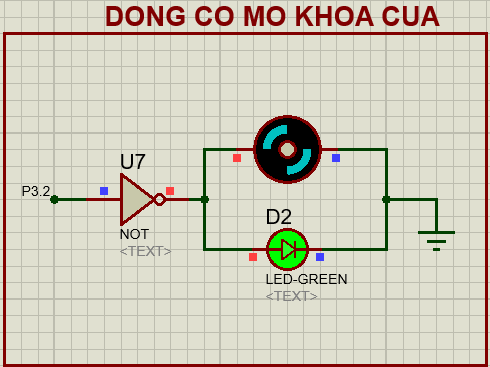 DONG CO MO KHOA CUA
U7
P3.2
NOT
<TEXT>
D2
LED-GREEN
<TEXT>